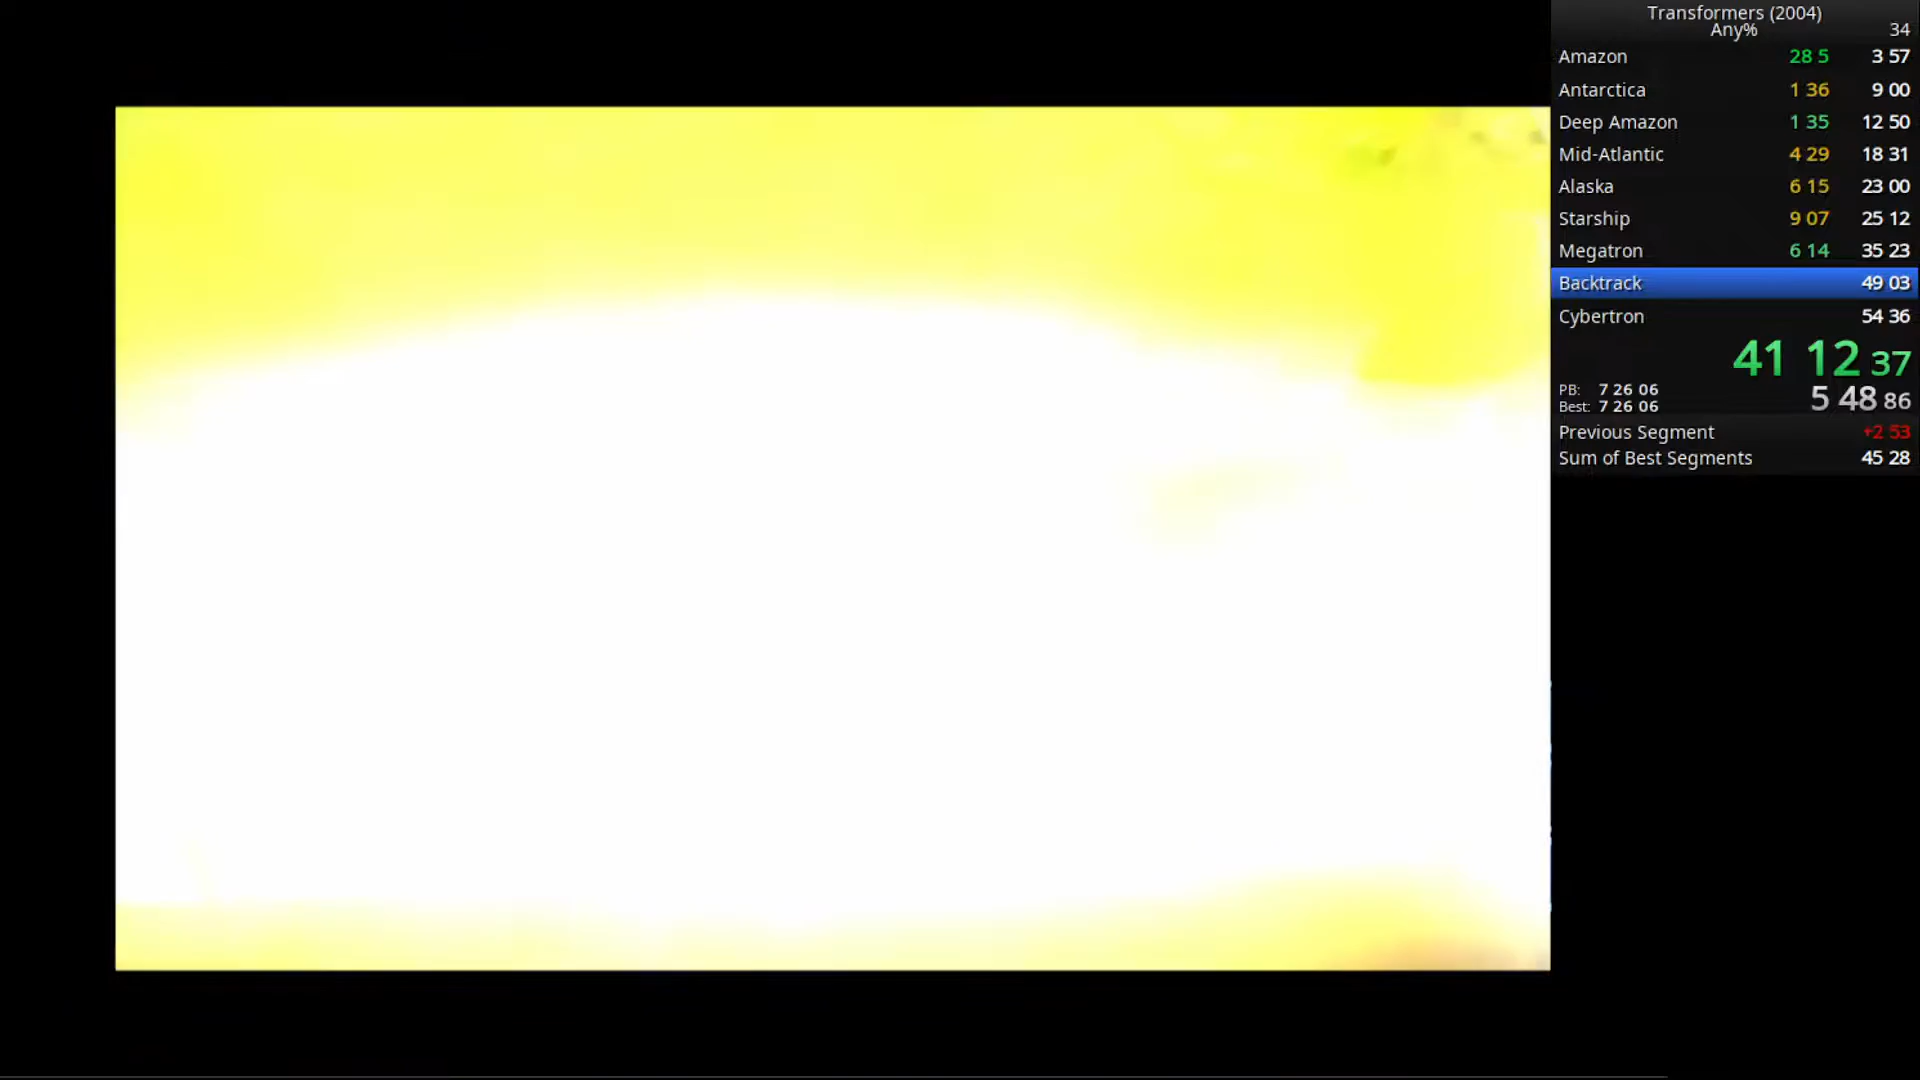 Transformers (2004)
Any% 34
Amazon 28 5 3 57
Antarctica 1 36 9 00
Deep Amazon 1 35 12 50
Mid-Atlantic 4 29 18 31
Alaska 6 15 23 00
Starship 9 07 25 12
Megatron 6 14 35 23
Backtrack 49 03
Cybertron 54 36
41 12 37
PB: 7 26 06
Best: 7 26 06
5 48 86
Previous Segment +2 53
Sum of Best Segments 45 28